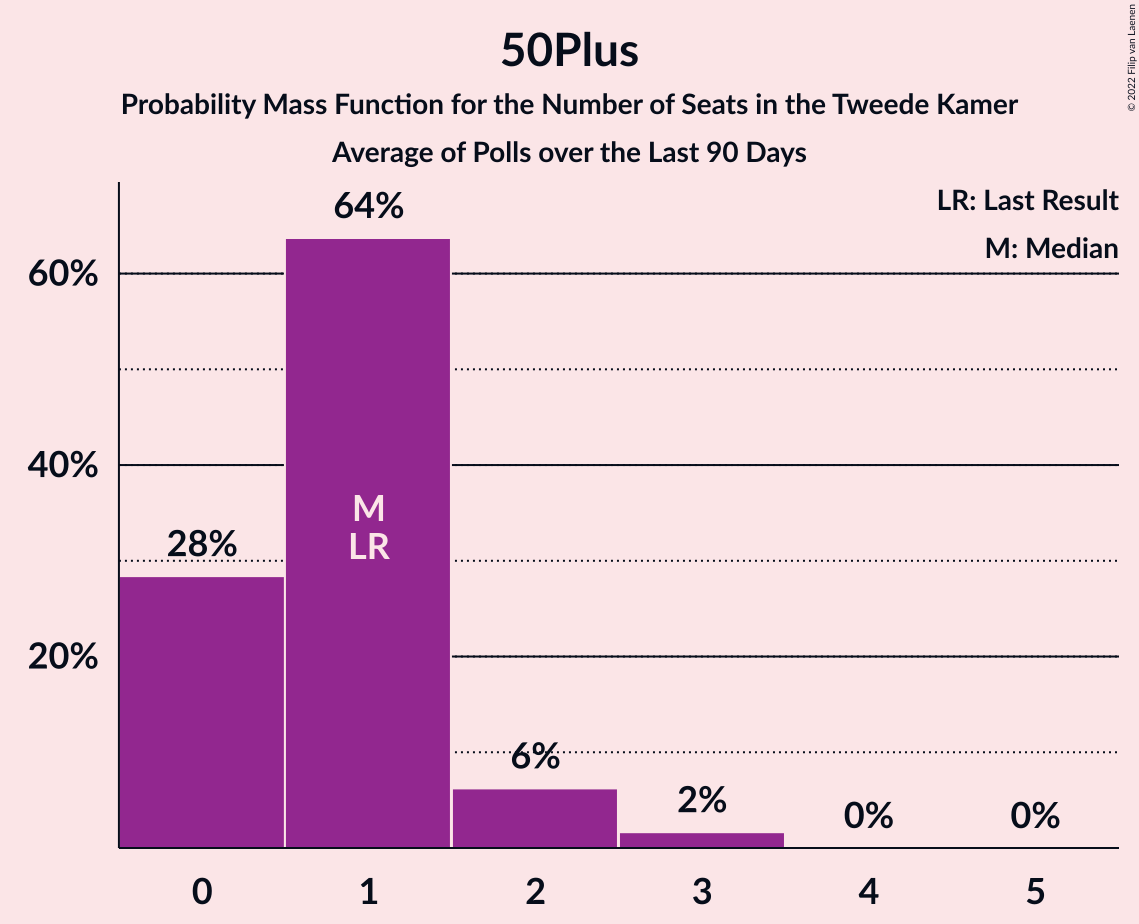 50Plus
Probability Mass Function for the Number of Seats in the Tweede Kamer
Average of Polls over the Last 90 Days
© 2022 Filip van Laenen
LR: Last Result
M: Median
64%
60%
40%
28%
M
LR
20%
6%
2%
0%
0%
0
1
2
3
4
5